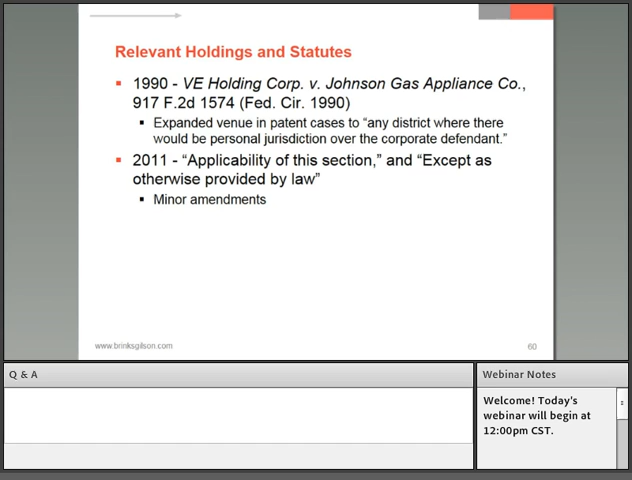 Relevant Holdings and Statutes
1990 - VE Holding Corp. v. Johnson Gas Appliance Co.,
917 F.2d 1574 (Fed. Cir. 1990)
Expanded venue in patent cases to “any district where there
would be personal jurisdiction over the corporate defendant.”
2011 - “Applicability of this section,” and “Except as
otherwise provided by law”
Minor amendments
www.brinksgilson.com
60
Q & A
Webinar Notes
Welcome! Today's
webinar will begin at
12:00pm CST.